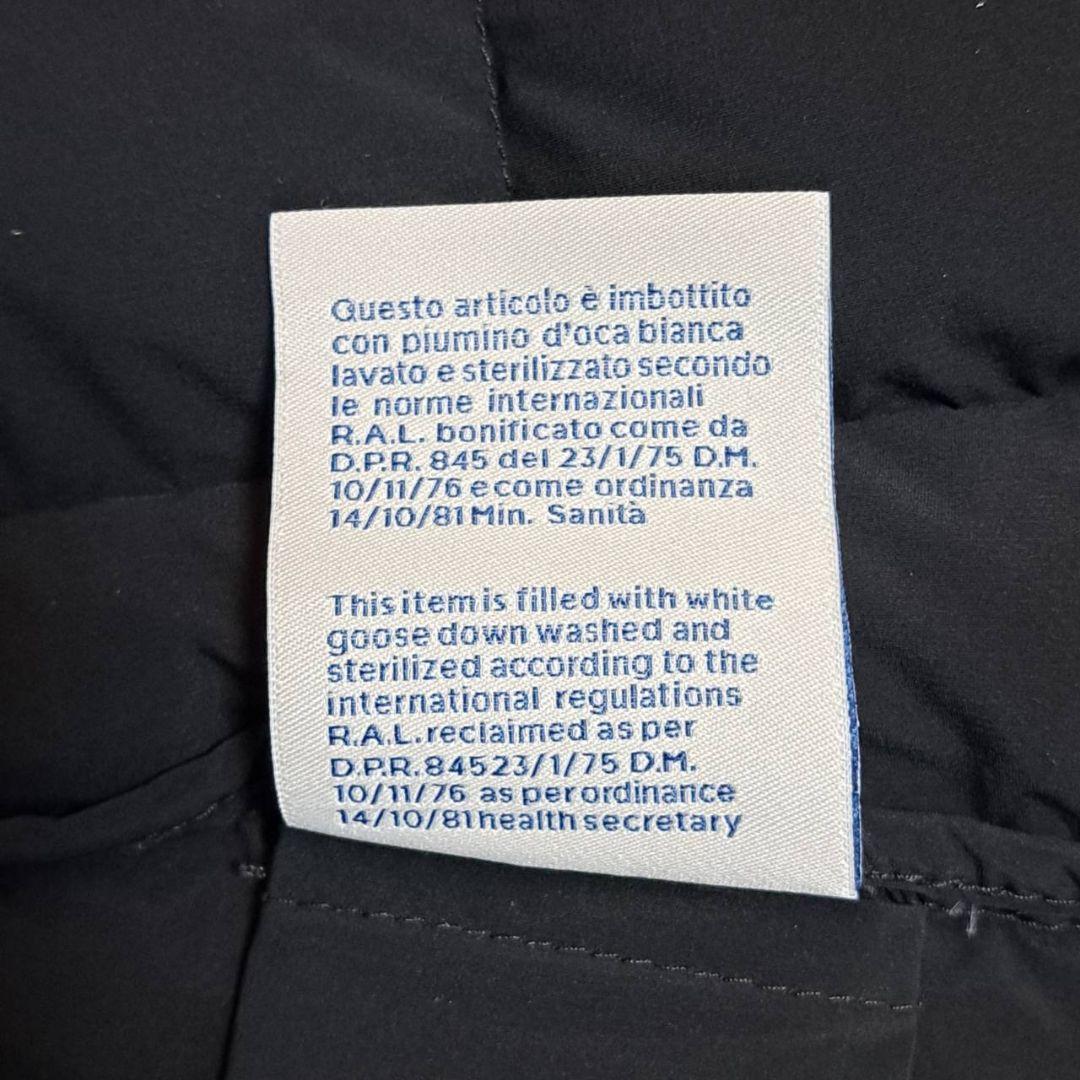 Questo articolo è imbottito
con piumino d'oca bianca
lavato e sterilizzato secondo
le norme internazionali
R.A.L. bonificato come da
D.P.R. 845 del 23/1/75 D.M.
10/11/76 e come ordinanza
14/10/81 Min. Sanità
This item is filled with white
goose down washed and
sterilized according to the
international regulations
R.A.L. reclaimed as per
D.P.R. 84523/1/75 D.M.
10/11/76 as per ordinance
14/10/81 health secretary